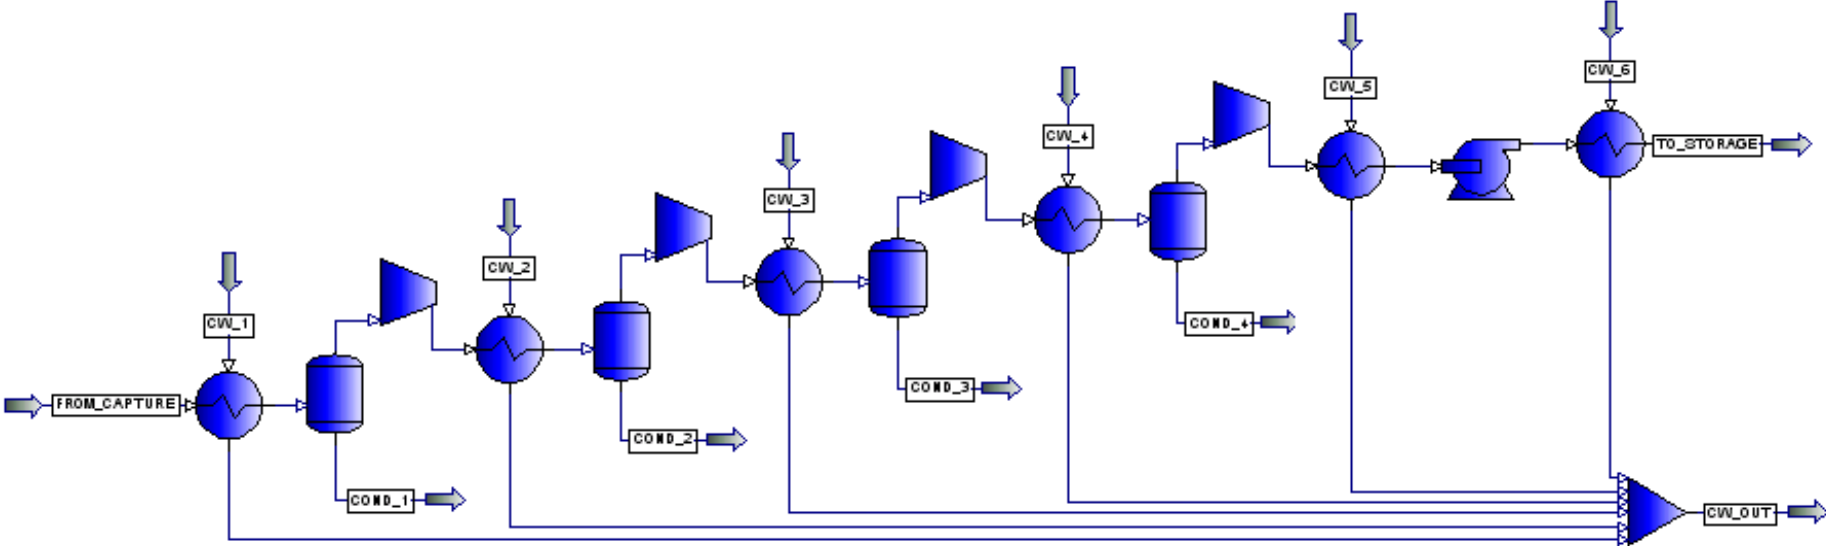 CW_6
CW_5
CW_4
TO_STORAGE
CW_3
CW_2
CW_1
COND_4
COND_3
FROM_CAPTURE
COND_2
COND_1
CW_OUT